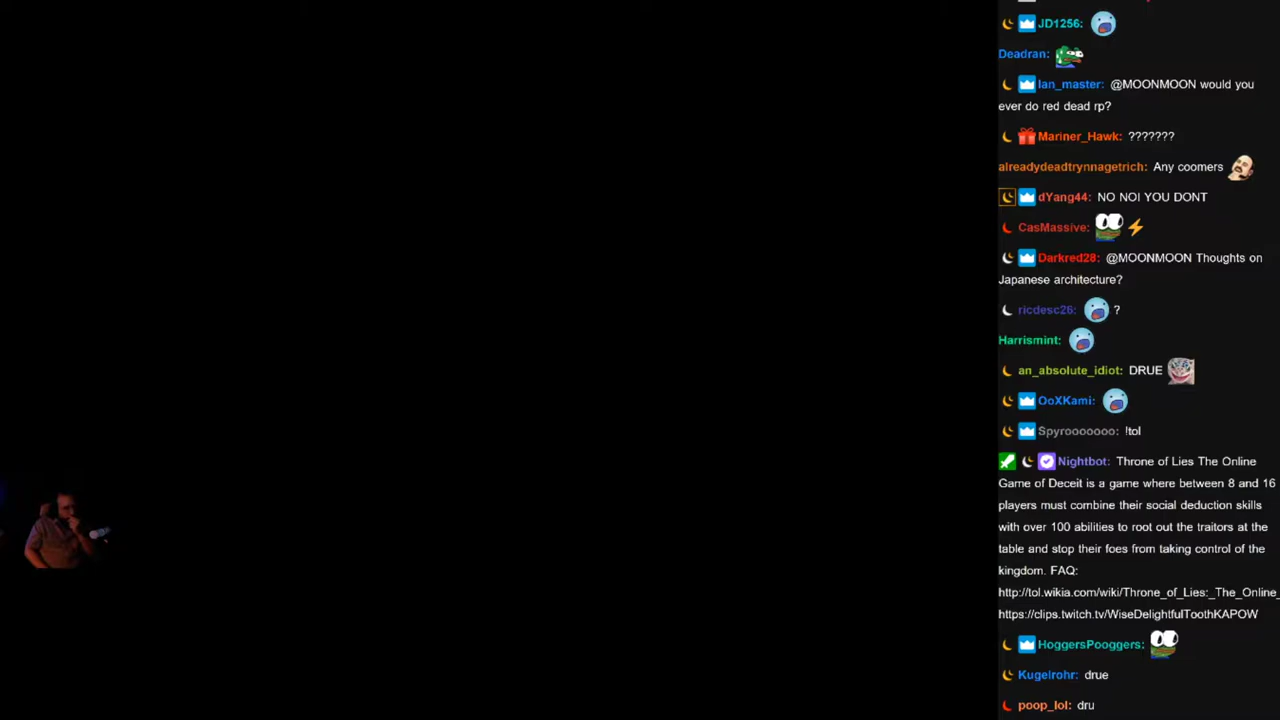 JD1256:
Deadran:
Ian_master: @MOONMOON would you
ever do red dead rp?
Mariner_Hawk: ???????
alreadydeadtrynnagetrich: Any coomers
dYang44: NO NO! YOU DONT
CasMassive:
Darkred28: @MOONMOON Thoughts on
Japanese architecture?
ricdesc26: ?
Harrismint:
an_absolute_idiot: DRUE
OoXKami:
Spyrooooooo: !tol
Nightbot: Throne of Lies The Online
Game of Deceit is a game where between 8 and 16
players must combine their social deduction skills
with over 100 abilities to root out the traitors at the
table and stop their foes from taking control of the
kingdom. FAQ:
http://tol.wikia.com/wiki/Throne_of_Lies:_The_Online_
https://clips.twitch.tv/WiseDelightfulToothKAPOW
HoggersPooggers:
Kugelrohr: drue
poop_lol: dru